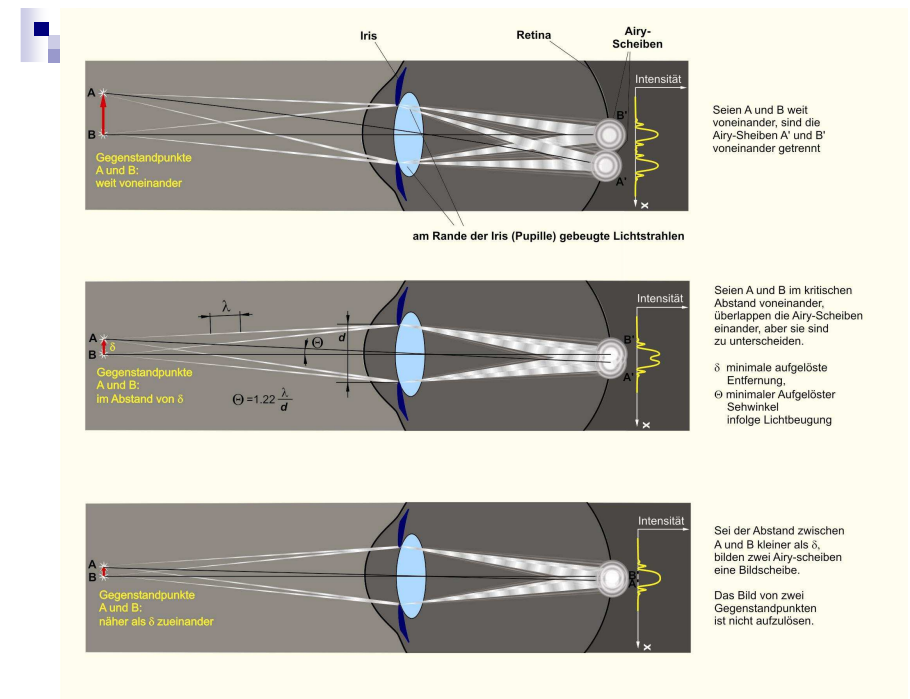 Iris
Retina
Airy-
Scheiben
Intensität
A
B
B'
A'
x
Gegenstandpunkte
A und B:
weit voneinander
Seien A und B weit
voneinander, sind die
Airy-Sheiben A' und B'
voneinander getrennt
am Rande der Iris (Pupille) gebeugte Lichtstrahlen
Intensität
λ
A
B
δ
Θ
d
B'
A'
x
Gegenstandpunkte
A und B:
im Abstand von δ
Θ=1.22 λ/d
Seien A und B im kritischen
Abstand voneinander,
überlappen die Airy-Scheiben
einander, aber sie sind
zu unterscheiden.
δ minimale aufgelöste
Entfernung,
Θ minimaler Aufgelöster
Sehwinkel
infolge Lichtbeugung
Intensität
A
B
B'
A'
x
Gegenstandpunkte
A und B:
näher als δ zueinander
Sei der Abstand zwischen
A und B kleiner als δ,
bilden zwei Airy-scheiben
eine Bildscheibe.
Das Bild von zwei
Gegenstandpunkten
ist nicht aufzulösen.